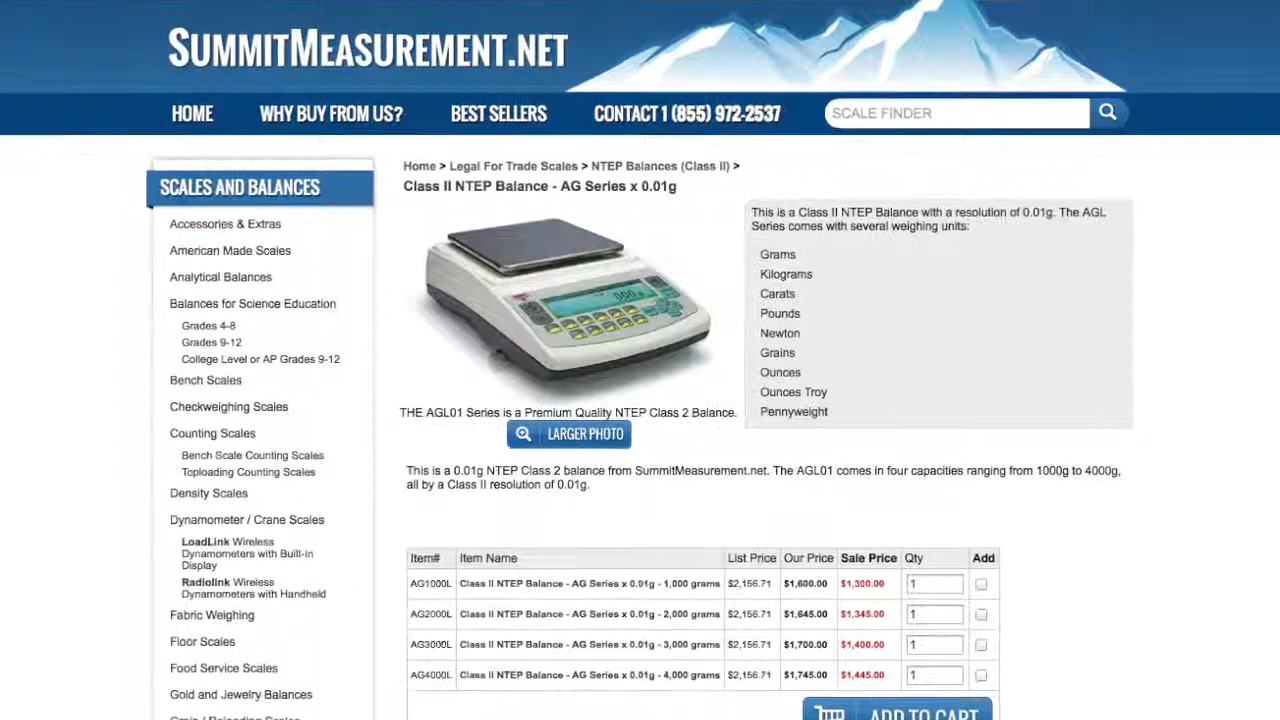 SUMMITMEASUREMENT.NET
HOME WHY BUY FROM US? BEST SELLERS CONTACT 1 (855) 972-2537 SCALE FINDER
SCALES AND BALANCES
Accessories & Extras
American Made Scales
Analytical Balances
Balances for Science Education
Grades 4-8
Grades 9-12
College Level or AP Grades 9-12
Bench Scales
Checkweighing Scales
Counting Scales
Bench Scale Counting Scales
Toploading Counting Scales
Density Scales
Dynamometer / Crane Scales
LoadLink Wireless
Dynamometers with Built-in
Display
Radiolink Wireless
Dynamometers with Handheld
Fabric Weighing
Floor Scales
Food Service Scales
Gold and Jewelry Balances
Home > Legal For Trade Scales > NTEP Balances (Class II) >
Class II NTEP Balance - AG Series x 0.01g
THE AGL01 Series is a Premium Quality NTEP Class 2 Balance.
LARGER PHOTO
This is a Class II NTEP Balance with a resolution of 0.01g. The AGL
Series comes with several weighing units:
Grams
Kilograms
Carats
Pounds
Newton
Grains
Ounces
Ounces Troy
Pennyweight
This is a 0.01g NTEP Class 2 balance from SummitMeasurement.net. The AGL01 comes in four capacities ranging from 1000g to 4000g,
all by a Class II resolution of 0.01g.
Item# Item Name List Price Our Price Sale Price Qty Add
AG1000L Class II NTEP Balance - AG Series x 0.01g - 1,000 grams $2,156.71 $1,600.00 $1,300.00 1
AG2000L Class II NTEP Balance - AG Series x 0.01g - 2,000 grams $2,156.71 $1,645.00 $1,345.00 1
AG3000L Class II NTEP Balance - AG Series x 0.01g - 3,000 grams $2,156.71 $1,700.00 $1,400.00 1
AG4000L Class II NTEP Balance - AG Series x 0.01g - 4,000 grams $2,156.71 $1,745.00 $1,445.00 1
ADD TO CART